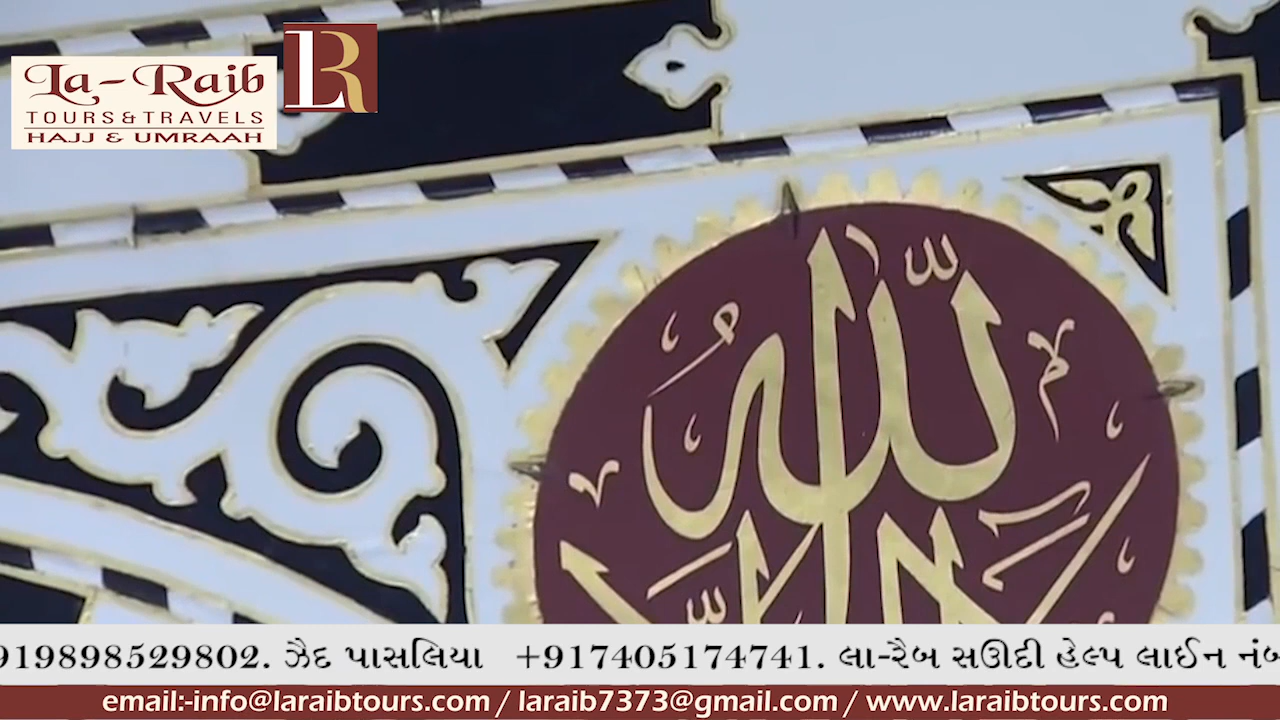 La-Raib
TOURS & TRAVELS
HAJJ & UMRAAH
LR
الله
919898529802. ઝૈદ પાસલિયા +917405174741. લા-રૈબ સઊદી હેલ્પ લાઈન નંબ
email:-info@laraibtours.com / laraib7373@gmail.com / www.laraibtours.com